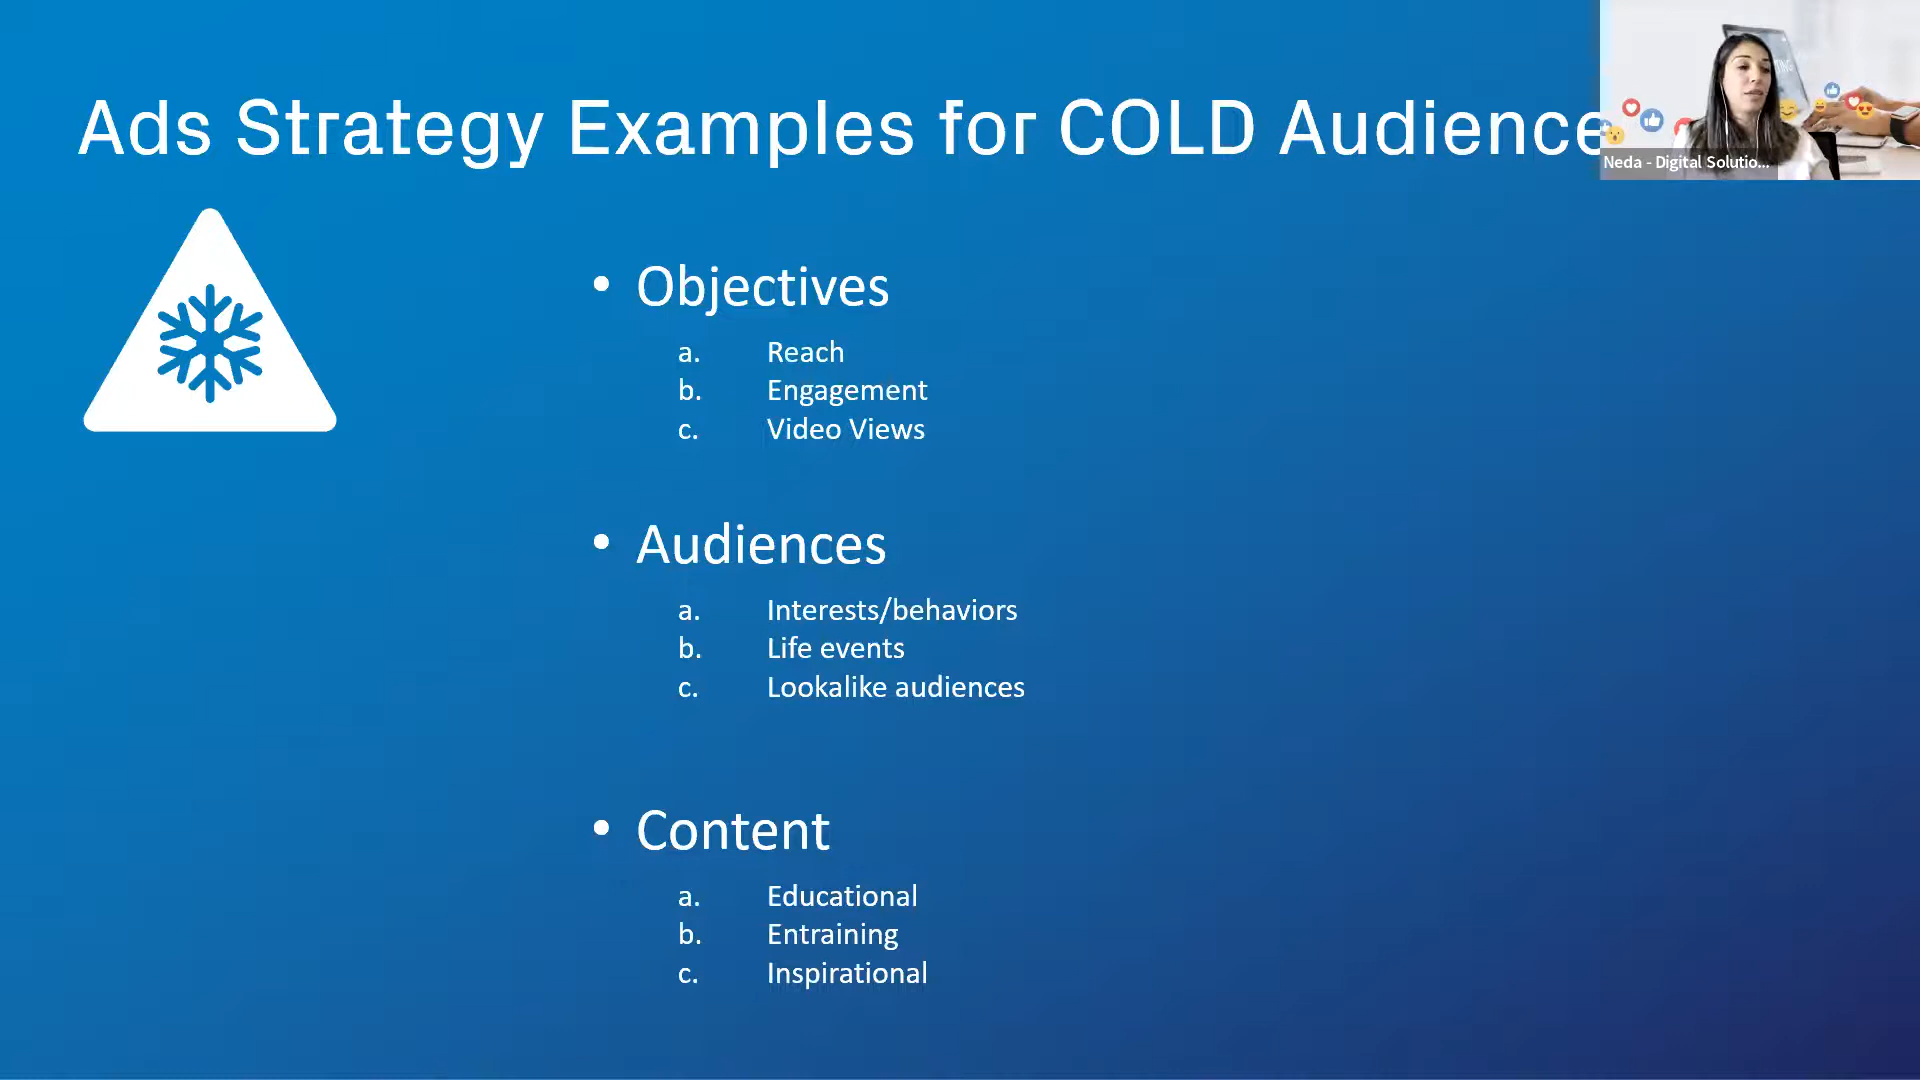 Ads Strategy Examples for COLD Audience
Neda - Digital Solutio...
• Objectives
a. Reach
b. Engagement
c. Video Views
• Audiences
a. Interests/behaviors
b. Life events
c. Lookalike audiences
• Content
a. Educational
b. Entraining
c. Inspirational